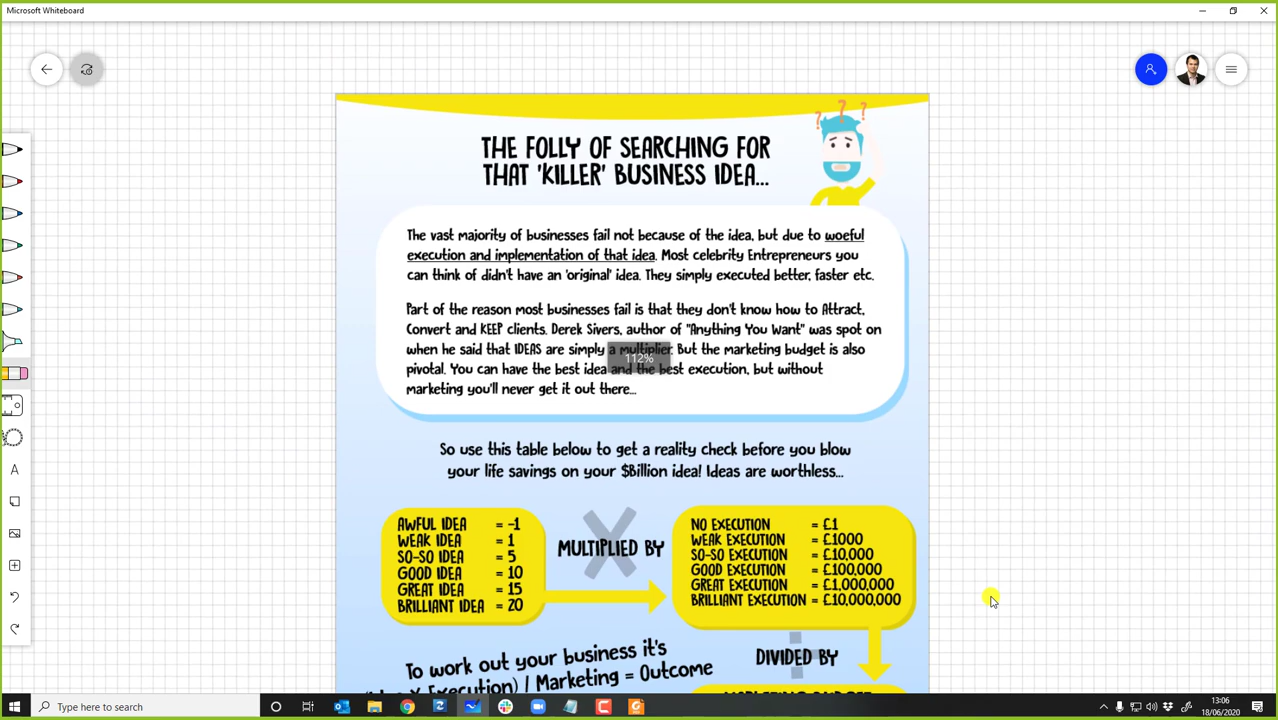 Microsoft Whiteboard
THE FOLLY OF SEARCHING FOR
THAT 'KILLER' BUSINESS IDEA...
The vast majority of businesses fail not because of the idea, but due to woeful
execution and implementation of that idea. Most celebrity Entrepreneurs you
can think of didn't have an 'original' idea. They simply executed better, faster etc.
Part of the reason most businesses fail is that they don't know how to Attract,
Convert and KEEP clients. Derek Sivers, author of "Anything You Want" was spot on
when he said that IDEAS are simply a multiplier. But the marketing budget is also
112%
pivotal. You can have the best idea and the best execution, but without
marketing you'll never get it out there...
So use this table below to get a reality check before you blow
your life savings on your $Billion idea! Ideas are worthless...
AWFUL IDEA = -1
WEAK IDEA = 1
SO-SO IDEA = 5
GOOD IDEA = 10
GREAT IDEA = 15
BRILLIANT IDEA = 20
MULTIPLIED BY
NO EXECUTION = £1
WEAK EXECUTION = £1000
SO-SO EXECUTION = £10,000
GOOD EXECUTION = £100,000
GREAT EXECUTION = £1,000,000
BRILLIANT EXECUTION = £10,000,000
To work out your business it's
(Idea X Execution) / Marketing = Outcome
DIVIDED BY
MARKETING BUDGET
Type here to search
13:06
18/06/2020